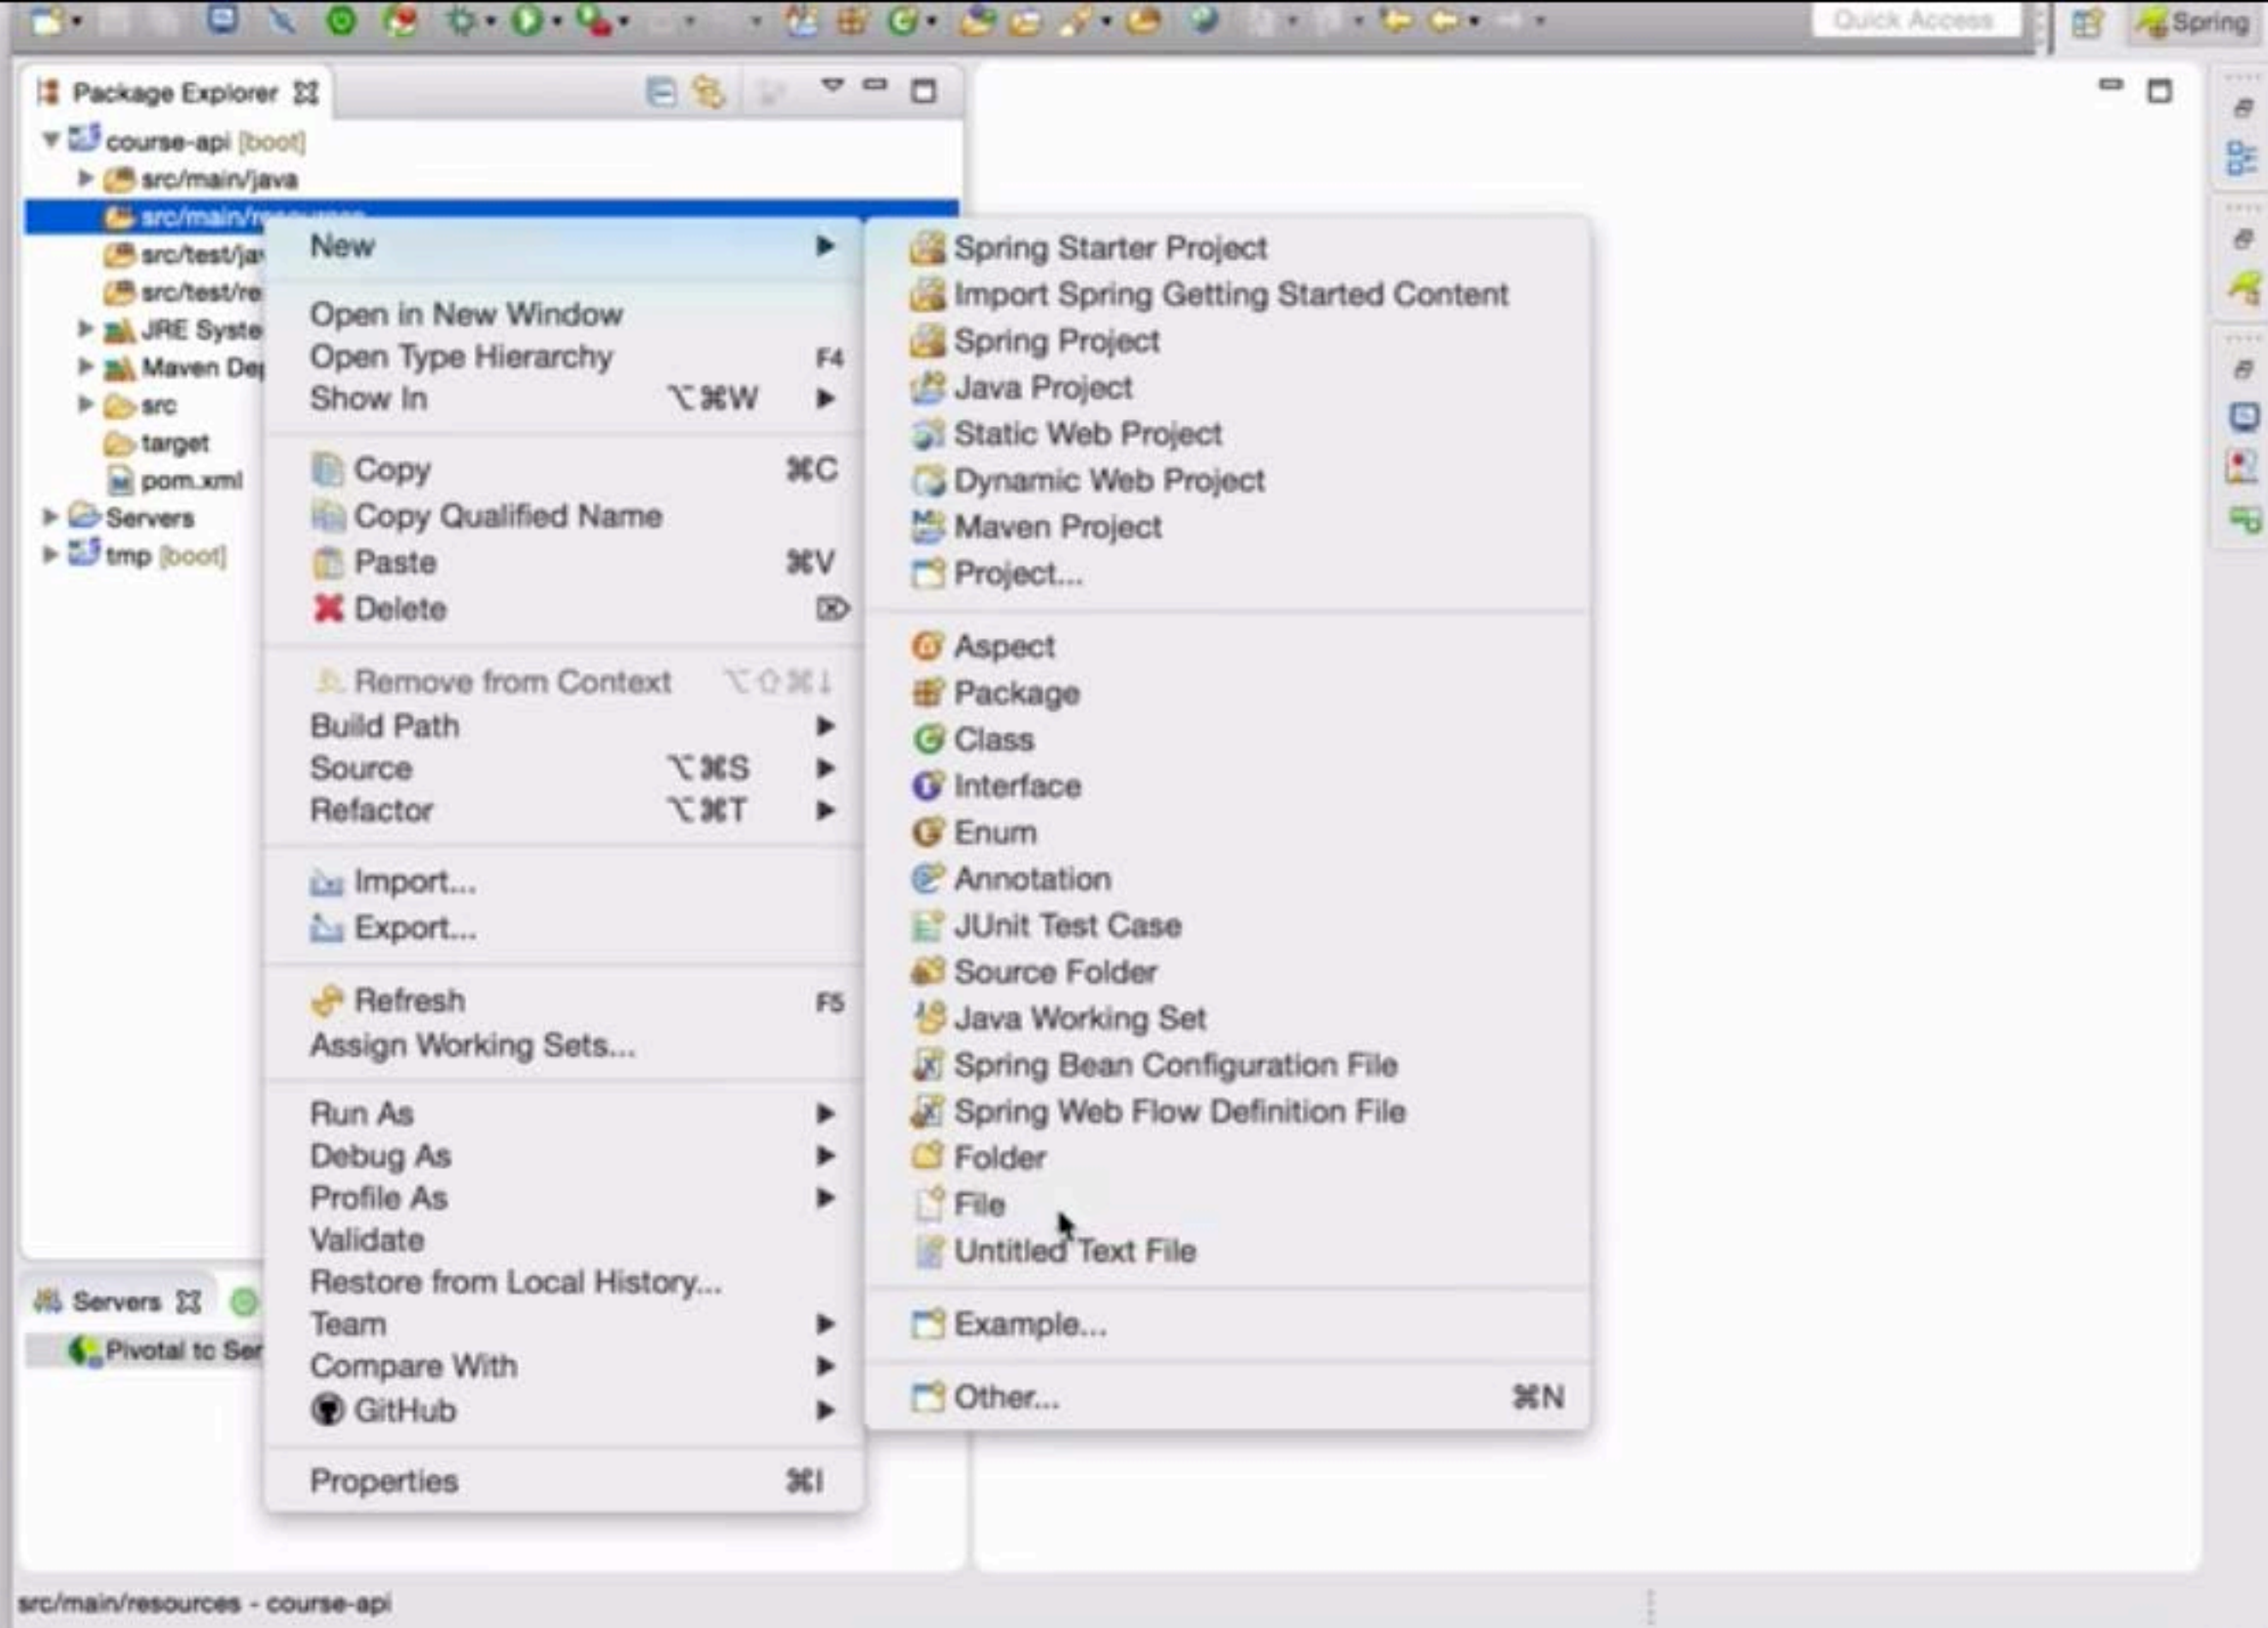 Quick Access
Spring
Package Explorer
course-api [boot]
src/main/java
src/main/resources
src/test/jav
src/test/re
JRE Syste
Maven Dep
src
target
pom.xml
Servers
tmp [boot]
New
Open in New Window
Open Type Hierarchy F4
Show In ⌥⌘W
Copy ⌘C
Copy Qualified Name
Paste ⌘V
Delete ⌦
Remove from Context ⌥⇧⌘↓
Build Path
Source ⌥⌘S
Refactor ⌥⌘T
Import...
Export...
Refresh F5
Assign Working Sets...
Run As
Debug As
Profile As
Validate
Restore from Local History...
Team
Compare With
GitHub
Properties ⌘I
Spring Starter Project
Import Spring Getting Started Content
Spring Project
Java Project
Static Web Project
Dynamic Web Project
Maven Project
Project...
Aspect
Package
Class
Interface
Enum
Annotation
JUnit Test Case
Source Folder
Java Working Set
Spring Bean Configuration File
Spring Web Flow Definition File
Folder
File
Untitled Text File
Example...
Other... ⌘N
Servers
Pivotal tc Ser
src/main/resources - course-api